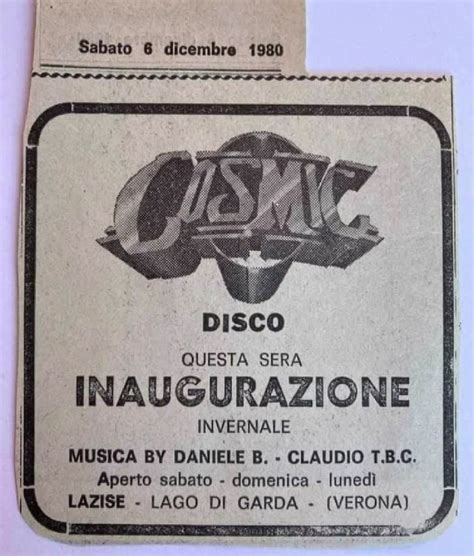 Sabato 6 dicembre 1980
COSMIC
DISCO
QUESTA SERA
INAUGURAZIONE
INVERNALE
MUSICA BY DANIELE B. - CLAUDIO T.B.C.
Aperto sabato - domenica - lunedì
LAZISE - LAGO DI GARDA - (VERONA)